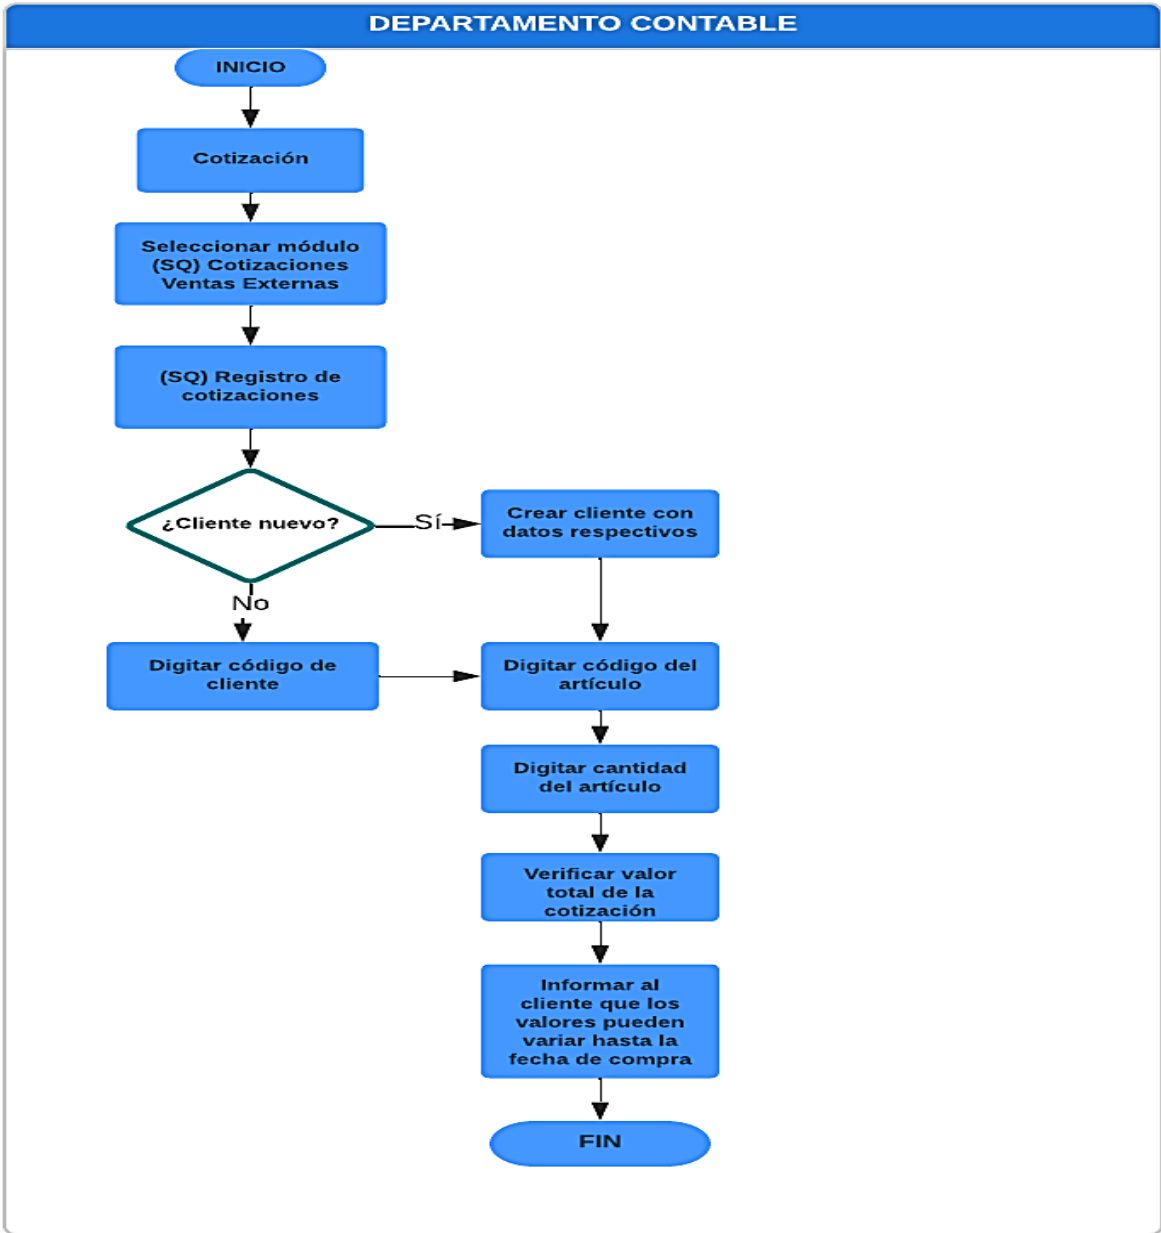 DEPARTAMENTO CONTABLE
INICIO
Cotización
Seleccionar módulo
(SQ) Cotizaciones
Ventas Externas
(SQ) Registro de
cotizaciones
¿Cliente nuevo?
Sí
Crear cliente con
datos respectivos
No
Digitar código de
cliente
Digitar código del
artículo
Digitar cantidad
del artículo
Verificar valor
total de la
cotización
Informar al
cliente que los
valores pueden
variar hasta la
fecha de compra
FIN